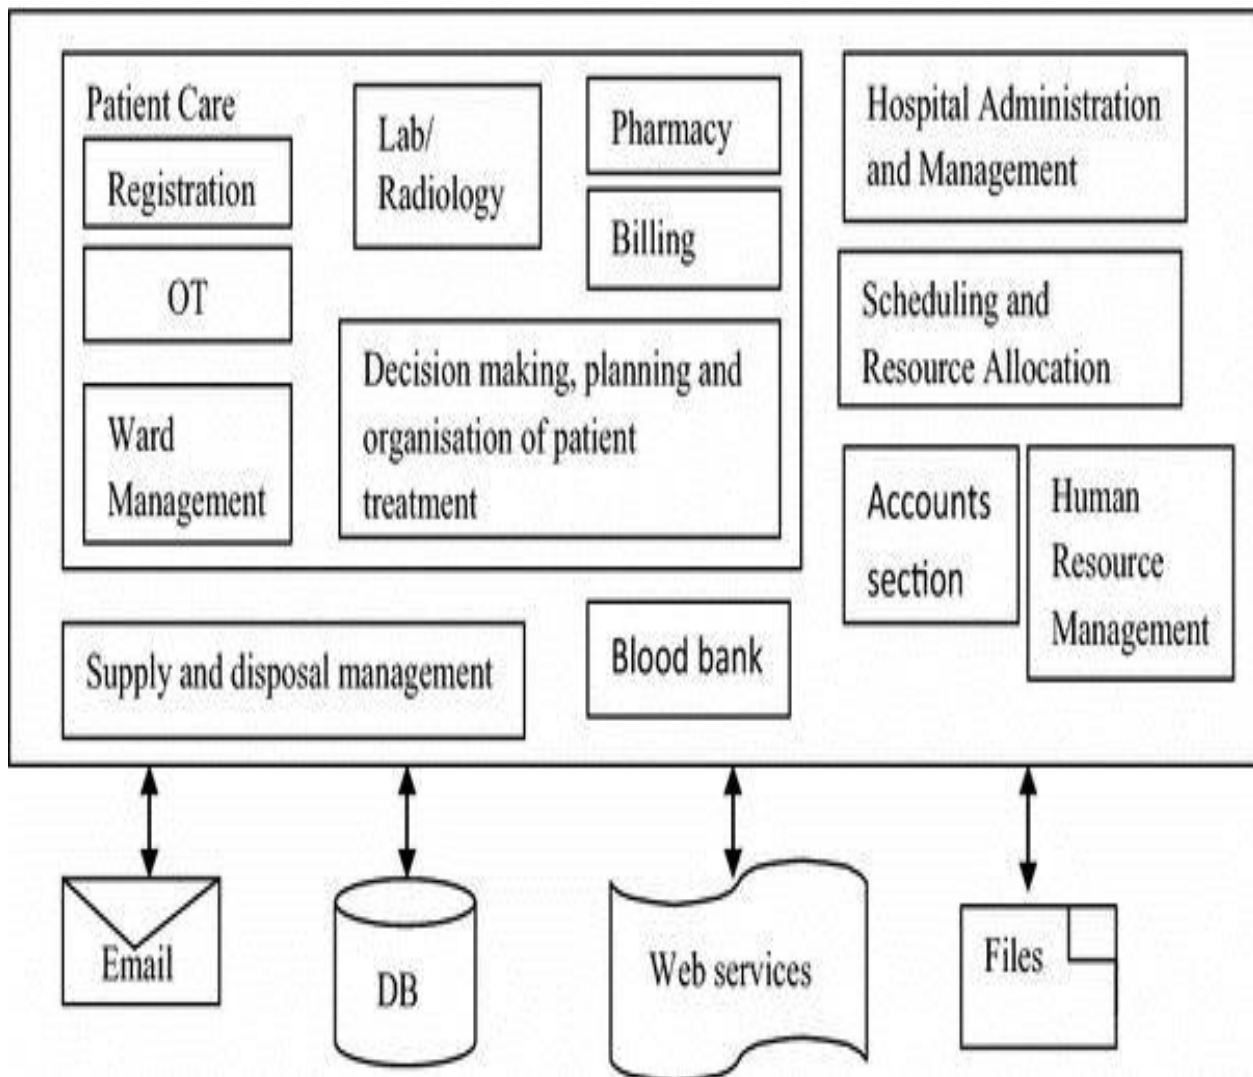 Patient Care
Registration
OT
Ward
Management
Lab/
Radiology
Pharmacy
Billing
Decision making, planning and
organisation of patient
treatment
Hospital Administration
and Management
Scheduling and
Resource Allocation
Accounts
section
Human
Resource
Management
Supply and disposal management
Blood bank
Email
DB
Web services
Files